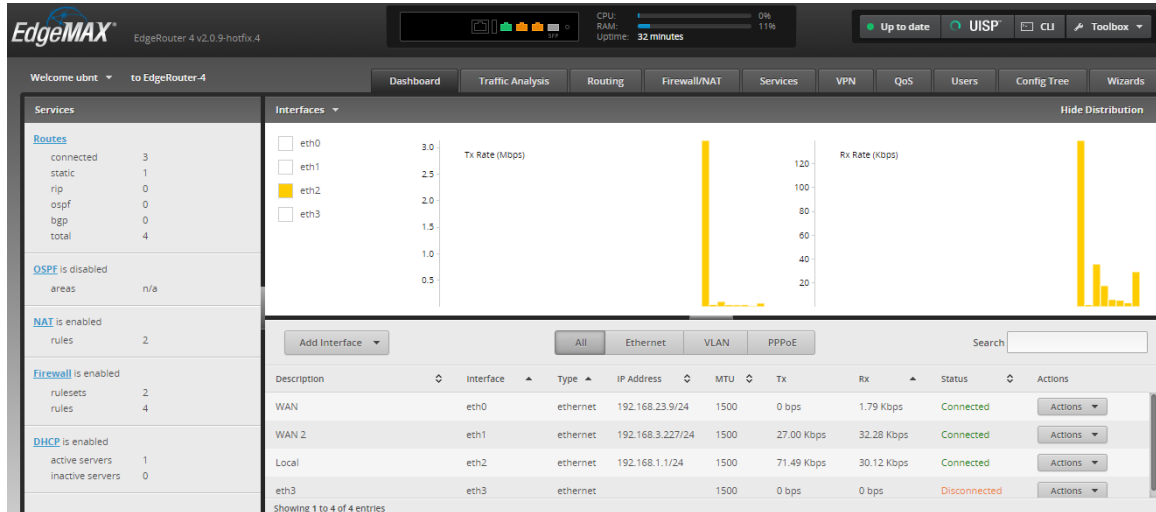 EdgeMAX® EdgeRouter 4 v2.0.9-hotfix.4
SFP
CPU: 0%
RAM: 11%
Uptime: 32 minutes
Up to date
UISP™
CLI
Toolbox
Welcome ubnt to EdgeRouter-4
Dashboard Traffic Analysis Routing Firewall/NAT Services VPN QoS Users Config Tree Wizards
Services
Routes
connected 3
static 1
rip 0
ospf 0
bgp 0
total 4
OSPF is disabled
areas n/a
NAT is enabled
rules 2
Firewall is enabled
rulesets 2
rules 4
DHCP is enabled
active servers 1
inactive servers 0
Interfaces Hide Distribution
eth0
eth1
eth2
eth3
Tx Rate (Mbps)
3.0
2.5
2.0
1.5
1.0
0.5
Rx Rate (Kbps)
120
100
80
60
40
20
Add Interface All Ethernet VLAN PPPoE Search
Description Interface Type IP Address MTU Tx Rx Status Actions
WAN eth0 ethernet 192.168.23.9/24 1500 0 bps 1.79 Kbps Connected Actions
WAN 2 eth1 ethernet 192.168.3.227/24 1500 27.00 Kbps 32.28 Kbps Connected Actions
Local eth2 ethernet 192.168.1.1/24 1500 71.49 Kbps 30.12 Kbps Connected Actions
eth3 eth3 ethernet 1500 0 bps 0 bps Disconnected Actions
Showing 1 to 4 of 4 entries